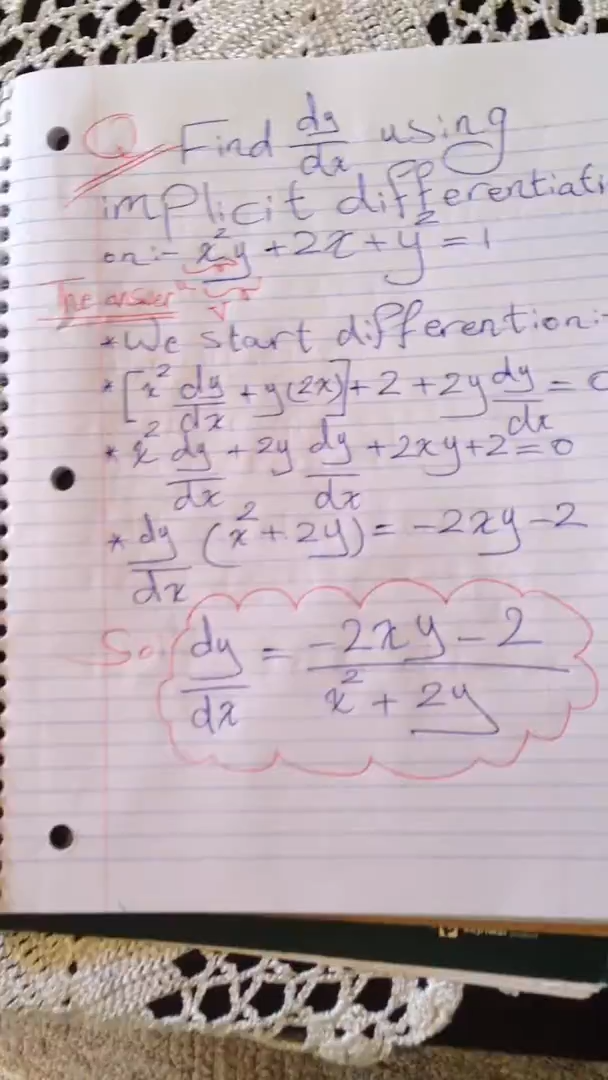 Q Find dy/dx using
implicit differentiati
on:- x²y + 2x + y² = 1
The answer
*We start differention:-
*[x² dy/dx + y(2x)] + 2 + 2y dy/dx = 0
* x² dy/dx + 2y dy/dx + 2xy + 2 = 0
* dy/dx (x² + 2y) = -2xy - 2
So dy/dx = (-2xy - 2)/(x² + 2y)